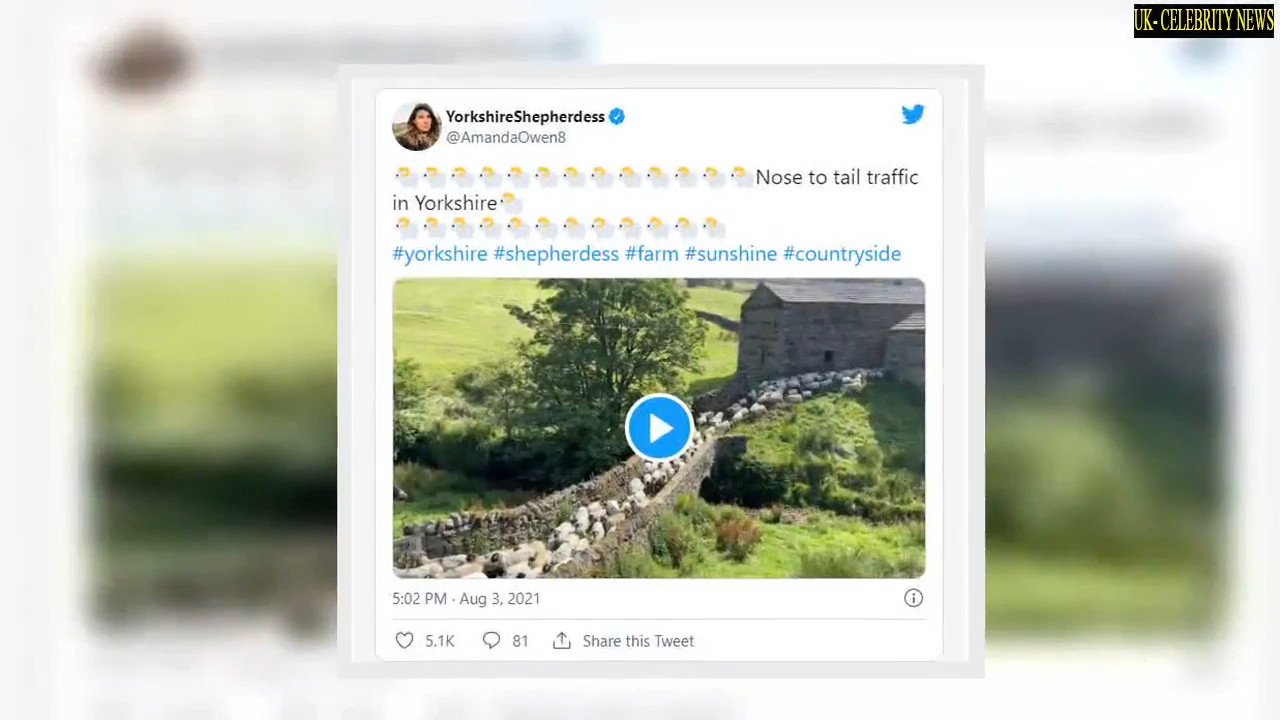 UK- CELEBRITY NEWS
YorkshireShepherdess
@AmandaOwen8
Nose to tail traffic
in Yorkshire
#yorkshire #shepherdess #farm #sunshine #countryside
5:02 PM · Aug 3, 2021
5.1K 81 Share this Tweet